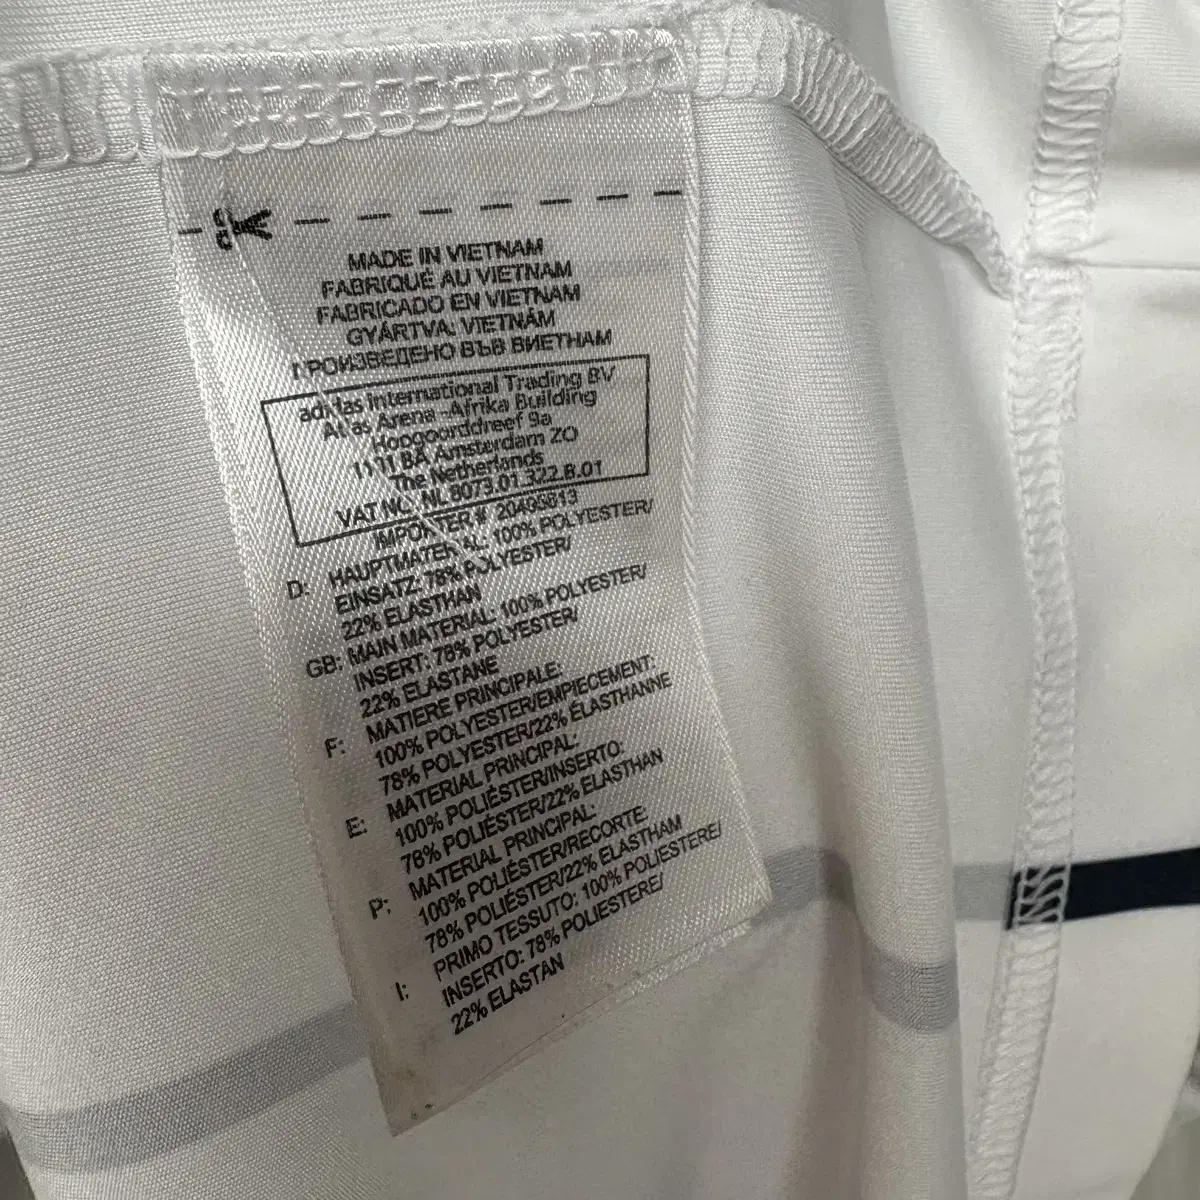 MADE IN VIETNAM
FABRIQUÉ AU VIETNAM
FABRICADO EN VIETNAM
GYÁRTVA: VIETNÁM
ПРОИЗВЕДЕНО ВЪВ ВИЕТНАМ
adidas International Trading BV
Atlas Arena -Afrika Building
Hoogoorddreef 9a
1101 BA Amsterdam ZO
The Netherlands
VAT NO.: NL 8073.01.322.B.01
IMPORTER # 20495613
D: HAUPTMATERIAL: 100% POLYESTER/
EINSATZ: 78% POLYESTER/
22% ELASTHAN
GB: MAIN MATERIAL: 100% POLYESTER/
INSERT: 78% POLYESTER/
22% ELASTANE
F: MATIERE PRINCIPALE:
100% POLYESTER/EMPIECEMENT:
78% POLYESTER/22% ÉLASTHANNE
E: MATERIAL PRINCIPAL:
100% POLIÉSTER/INSERTO:
78% POLIÉSTER/22% ELASTHAN
P: MATERIAL PRINCIPAL:
100% POLIÉSTER/RECORTE:
78% POLIÉSTER/22% ELASTHAM
I: PRIMO TESSUTO: 100% POLIESTERE/
INSERTO: 78% POLIESTERE/
22% ELASTAN